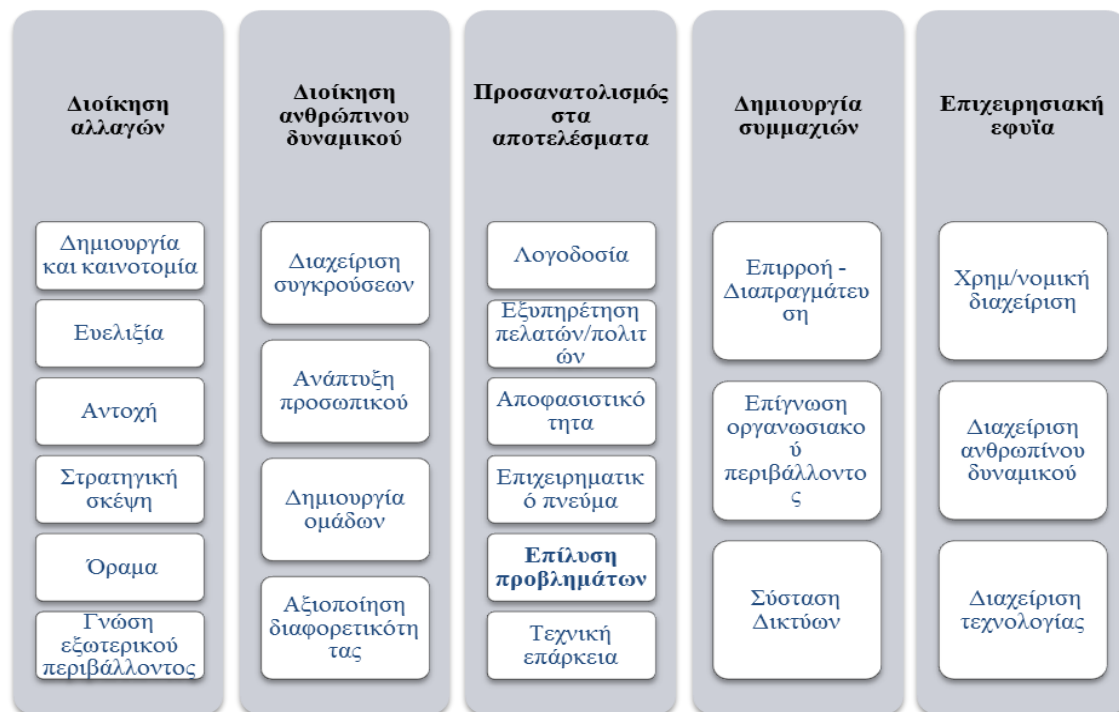 Διοίκηση
αλλαγών
Δημιουργία
και καινοτομία
Ευελιξία
Αντοχή
Στρατηγική
σκέψη
Όραμα
Γνώση
εξωτερικού
περιβάλλοντος
Διοίκηση
ανθρώπινου
δυναμικού
Διαχείριση
συγκρούσεων
Ανάπτυξη
προσωπικού
Δημιουργία
ομάδων
Αξιοποίηση
διαφορετικότη
τας
Προσανατολισμός
στα
αποτελέσματα
Λογοδοσία
Εξυπηρέτηση
πελατών/πολιτ
ών
Αποφασιστικό
τητα
Επιχειρηματικ
ό πνεύμα
Επίλυση
προβλημάτων
Τεχνική
επάρκεια
Δημιουργία
συμμαχιών
Επιρροή -
Διαπραγμάτευ
ση
Επίγνωση
οργανωσιακο
ύ
περιβάλλοντο
ς
Σύσταση
Δικτύων
Επιχειρησιακή
εφυΐα
Χρημ/νομική
διαχείριση
Διαχείριση
ανθρωπίνου
δυναμικού
Διαχείριση
τεχνολογίας